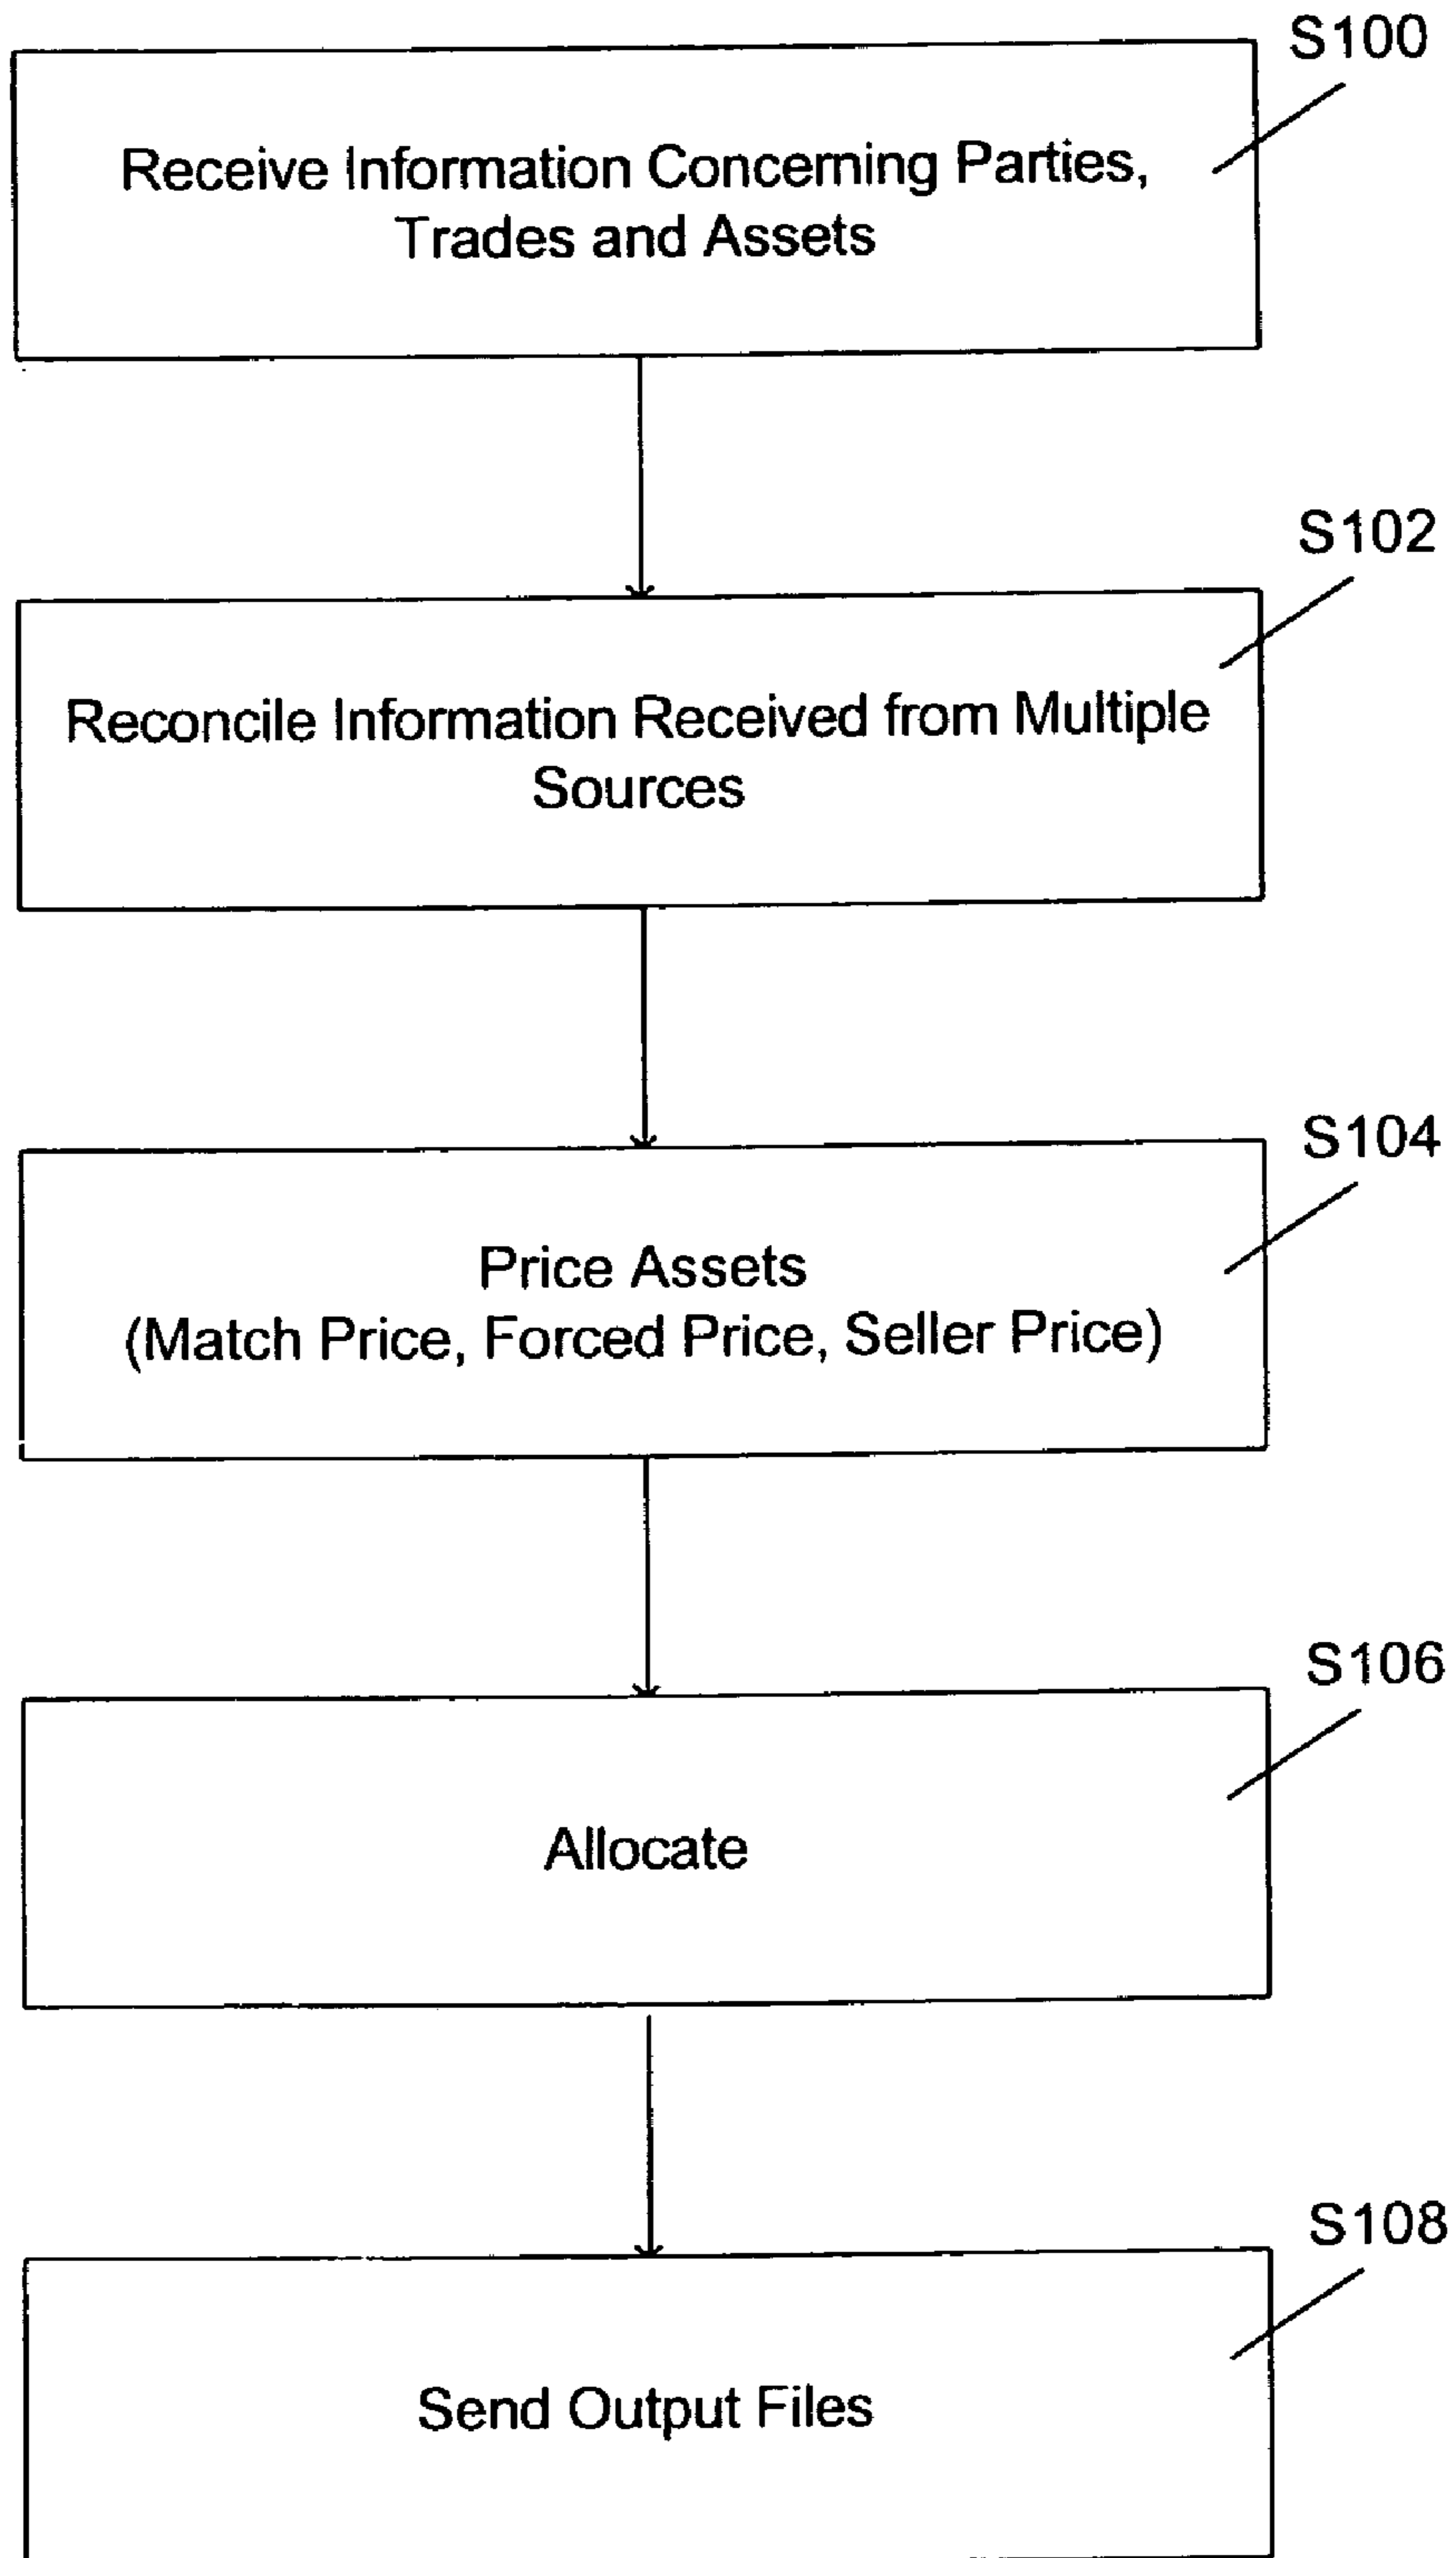 S100
Receive Information Concerning Parties,
Trades and Assets
S102
Reconcile Information Received from Multiple
Sources
S104
Price Assets
(Match Price, Forced Price, Seller Price)
S106
Allocate
S108
Send Output Files